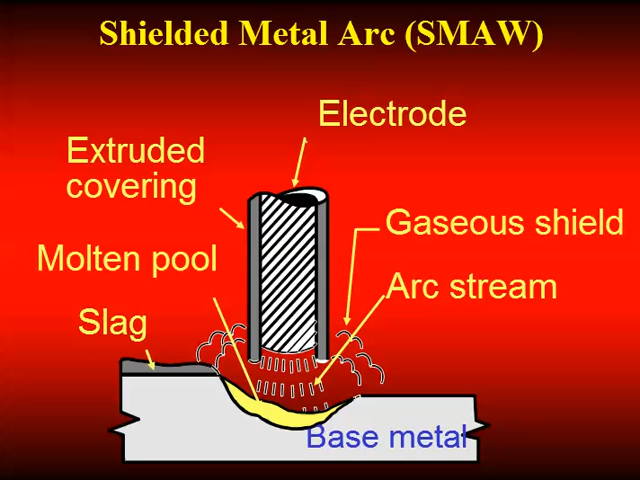 Shielded Metal Arc (SMAW)
Electrode
Extruded
covering
Gaseous shield
Molten pool
Arc stream
Slag
Base metal